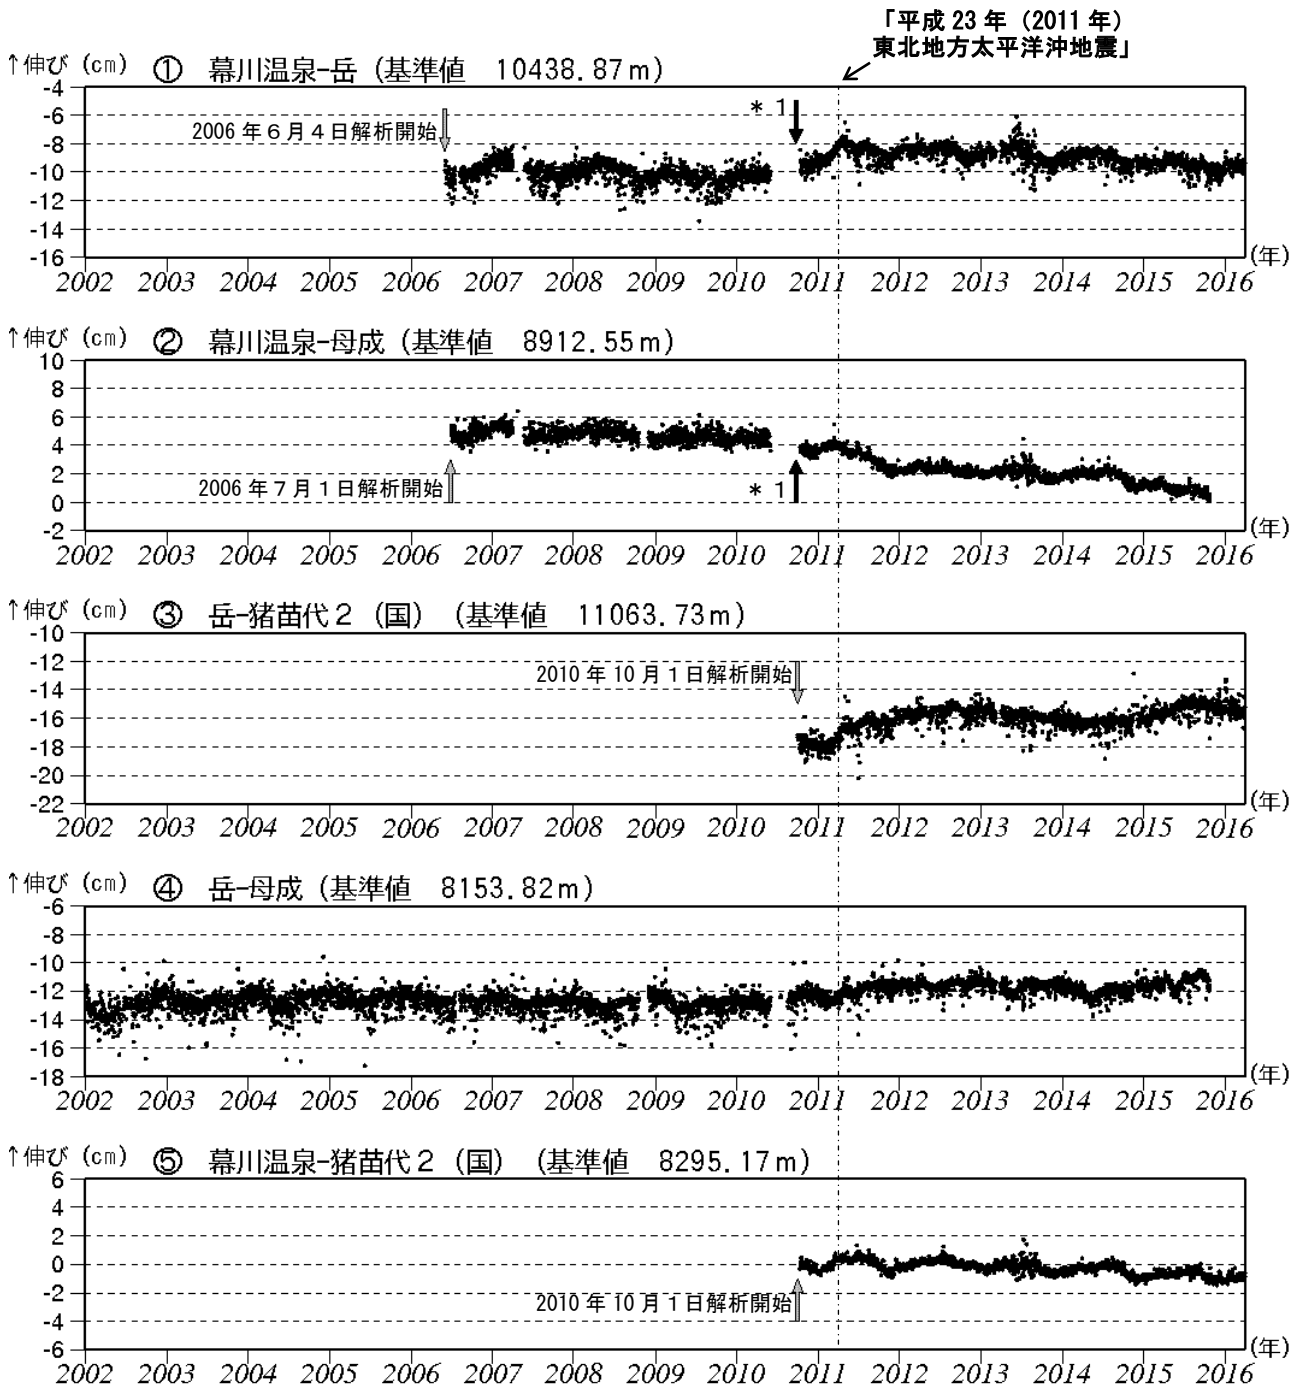 「平成 23 年（2011 年）
東北地方太平洋沖地震」
↑伸び (cm) ① 幕川温泉-岳 (基準値 10438.87m)
-4
-6
-8
-10
-12
-14
-16
2006 年６月４日解析開始
＊１
2002 2003 2004 2005 2006 2007 2008 2009 2010 2011 2012 2013 2014 2015 2016 (年)
↑伸び (cm) ② 幕川温泉-母成 (基準値 8912.55m)
10
8
6
4
2
0
-2
2006 年７月１日解析開始
＊１
2002 2003 2004 2005 2006 2007 2008 2009 2010 2011 2012 2013 2014 2015 2016 (年)
↑伸び (cm) ③ 岳-猪苗代２ (国) (基準値 11063.73m)
-10
-12
-14
-16
-18
-20
-22
2010 年 10 月１日解析開始
2002 2003 2004 2005 2006 2007 2008 2009 2010 2011 2012 2013 2014 2015 2016 (年)
↑伸び (cm) ④ 岳-母成 (基準値 8153.82m)
-6
-8
-10
-12
-14
-16
-18
2002 2003 2004 2005 2006 2007 2008 2009 2010 2011 2012 2013 2014 2015 2016 (年)
↑伸び (cm) ⑤ 幕川温泉-猪苗代２ (国) (基準値 8295.17m)
6
4
2
0
-2
-4
-6
2010 年 10 月１日解析開始
2002 2003 2004 2005 2006 2007 2008 2009 2010 2011 2012 2013 2014 2015 2016 (年)